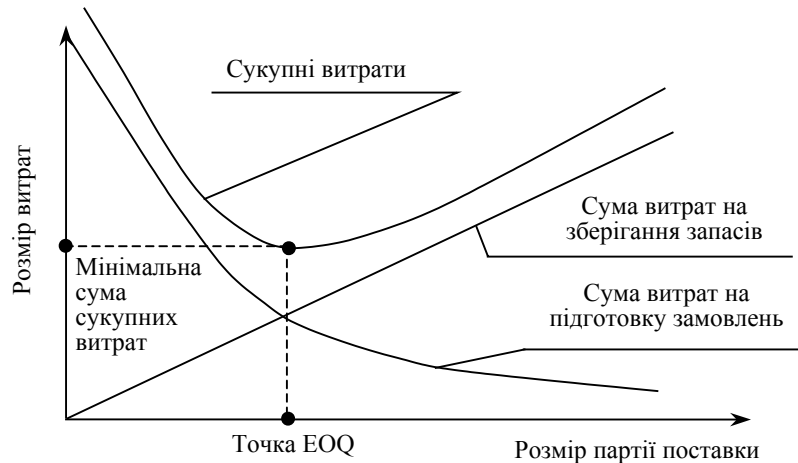 Сукупні витрати
Розмір витрат
Сума витрат на
зберігання запасів
Мінімальна
сума
сукупних
витрат
Сума витрат на
підготовку замовлень
Точка EOQ
Розмір партії поставки